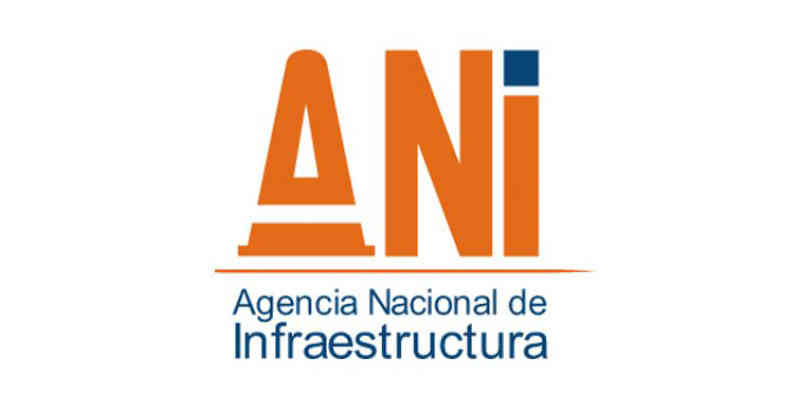 ANi
Agencia Nacional de
Infraestructura